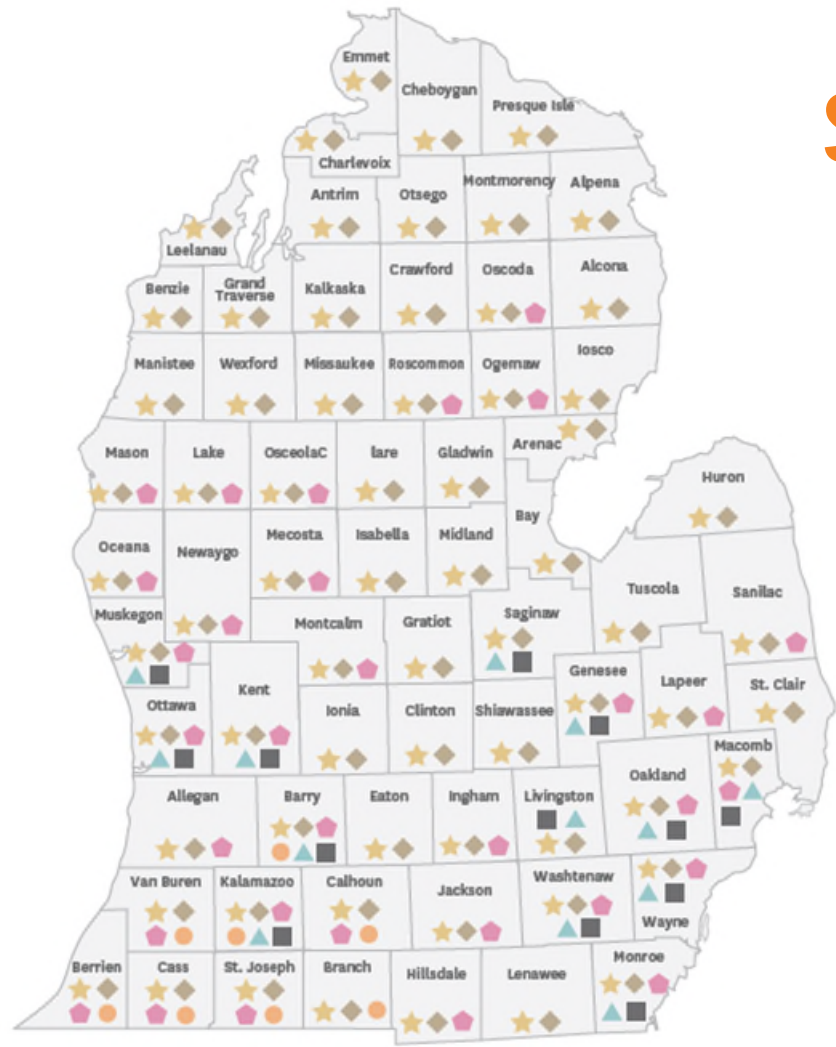 Emmet
Cheboygan
Presque Isle
S
Charlevoix
Antrim
Otsego
Montmorency
Alpena
Leelanau
Benzie
Grand
Traverse
Kalkaska
Crawford
Oscoda
Alcona
Manistee
Wexford
Missaukee
Roscommon
Ogemaw
Iosco
Mason
Lake
OsceolaC
lare
Gladwin
Arenac
Huron
Oceana
Newaygo
Mecosta
Isabella
Midland
Bay
Tuscola
Sanilac
Muskegon
Montcalm
Gratiot
Saginaw
Ottawa
Kent
Ionia
Clinton
Shiawassee
Genesee
Lapeer
St. Clair
Allegan
Barry
Eaton
Ingham
Livingston
Oakland
Macomb
Van Buren
Kalamazoo
Calhoun
Jackson
Washtenaw
Wayne
Berrien
Cass
St. Joseph
Branch
Hillsdale
Lenawee
Monroe